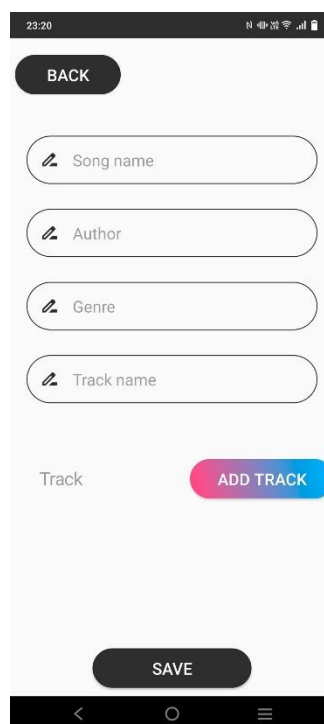 23:20
BACK
Song name
Author
Genre
Track name
Track ADD TRACK
SAVE